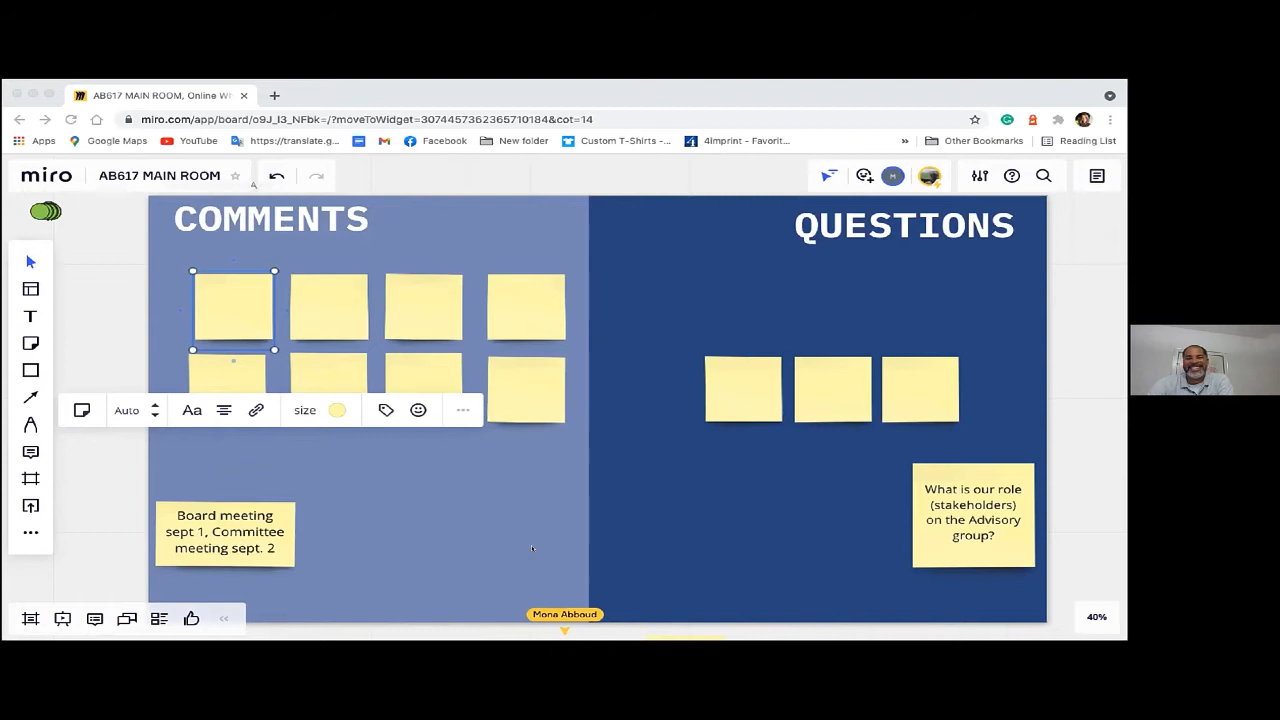 AB617 MAIN ROOM, Online Wh
miro.com/app/board/o9J_l3_NFbk=/?moveToWidget=3074457362365710184&cot=14
Apps Google Maps YouTube https://translate.g... Gmail Facebook New folder Custom T-Shirts -... 4imprint - Favorit... » Other Bookmarks Reading List
miro AB617 MAIN ROOM
M
COMMENTS
QUESTIONS
Auto Aa size
Board meeting
sept 1, Committee
meeting sept. 2
What is our role
(stakeholders)
on the Advisory
group?
Mona Abboud
40%